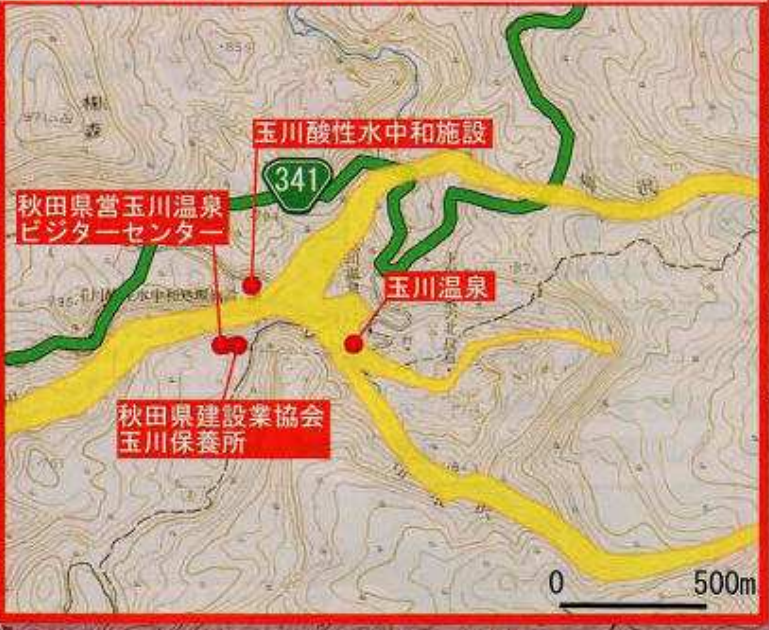 玉川酸性水中和施設
341
秋田県営玉川温泉
ビジターセンター
玉川温泉
秋田県建設業協会
玉川保養所
0 500m